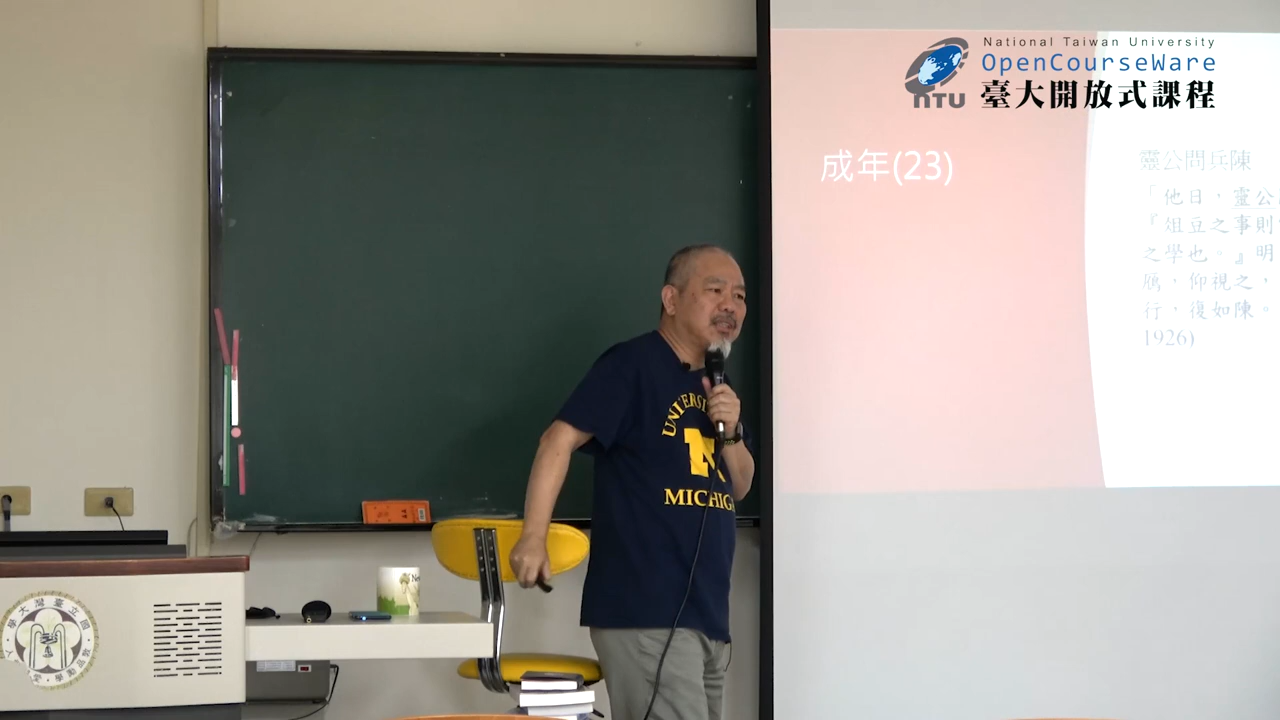 National Taiwan University
OpenCourseWare
NTU
臺大開放式課程
成年(23)
靈公問兵陳
「他日,靈公
『俎豆之事則
之學也。』明
鴈,仰視之,
行,復如陳。
1926)
UNIVERS
M
MICHIG